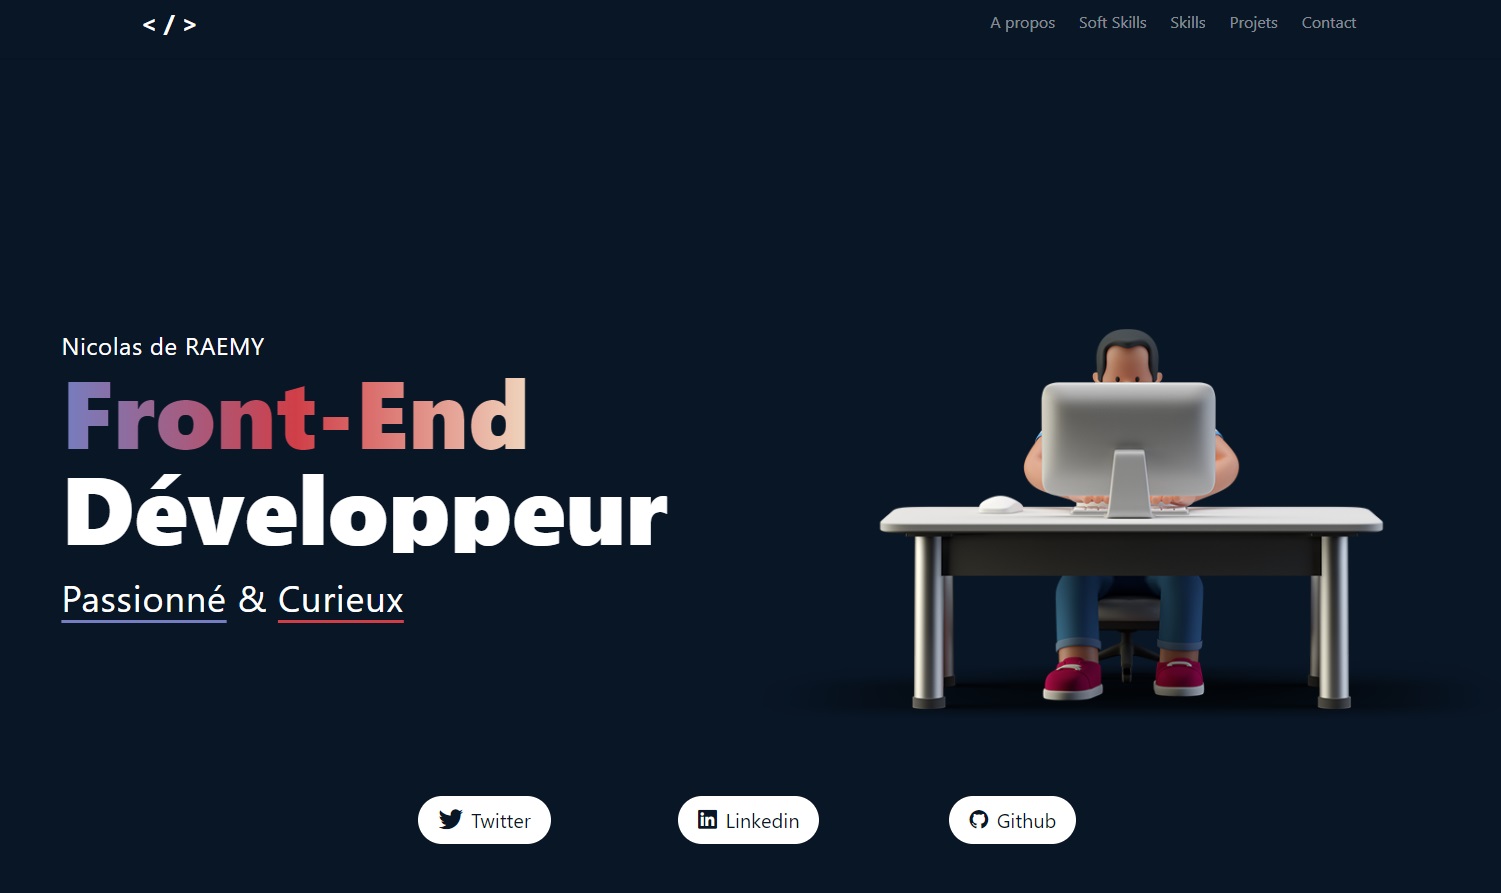 < / >
A propos Soft Skills Skills Projets Contact
Nicolas de RAEMY
Front-End
Développeur
Passionné & Curieux
Twitter Linkedin Github